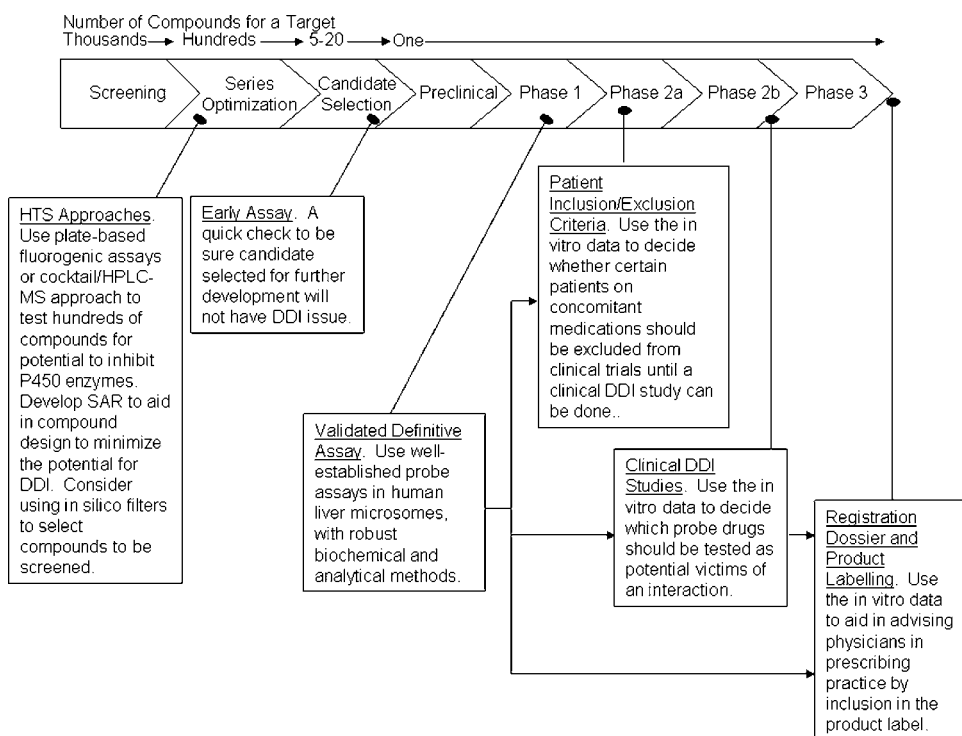 Number of Compounds for a Target
Thousands Hundreds 5-20 One
Screening
Series
Optimization
Candidate
Selection
Preclinical
Phase 1
Phase 2a
Phase 2b
Phase 3
HTS Approaches.
Use plate-based
fluorogenic assays
or cocktail/HPLC-
MS approach to
test hundreds of
compounds for
potential to inhibit
P450 enzymes.
Develop SAR to aid
in compound
design to minimize
the potential for
DDI. Consider
using in silico filters
to select
compounds to be
screened.
Early Assay. A
quick check to be
sure candidate
selected for further
development will
not have DDI issue.
Validated Definitive
Assay. Use well-
established probe
assays in human
liver microsomes,
with robust
biochemical and
analytical methods.
Patient
Inclusion/Exclusion
Criteria. Use the in
vitro data to decide
whether certain
patients on
concomitant
medications should
be excluded from
clinical trials until a
clinical DDI study can
be done..
Clinical DDI
Studies. Use the in
vitro data to decide
which probe drugs
should be tested as
potential victims of
an interaction.
Registration
Dossier and
Product
Labelling. Use
the in vitro data
to aid in advising
physicians in
prescribing
practice by
inclusion in the
product label.